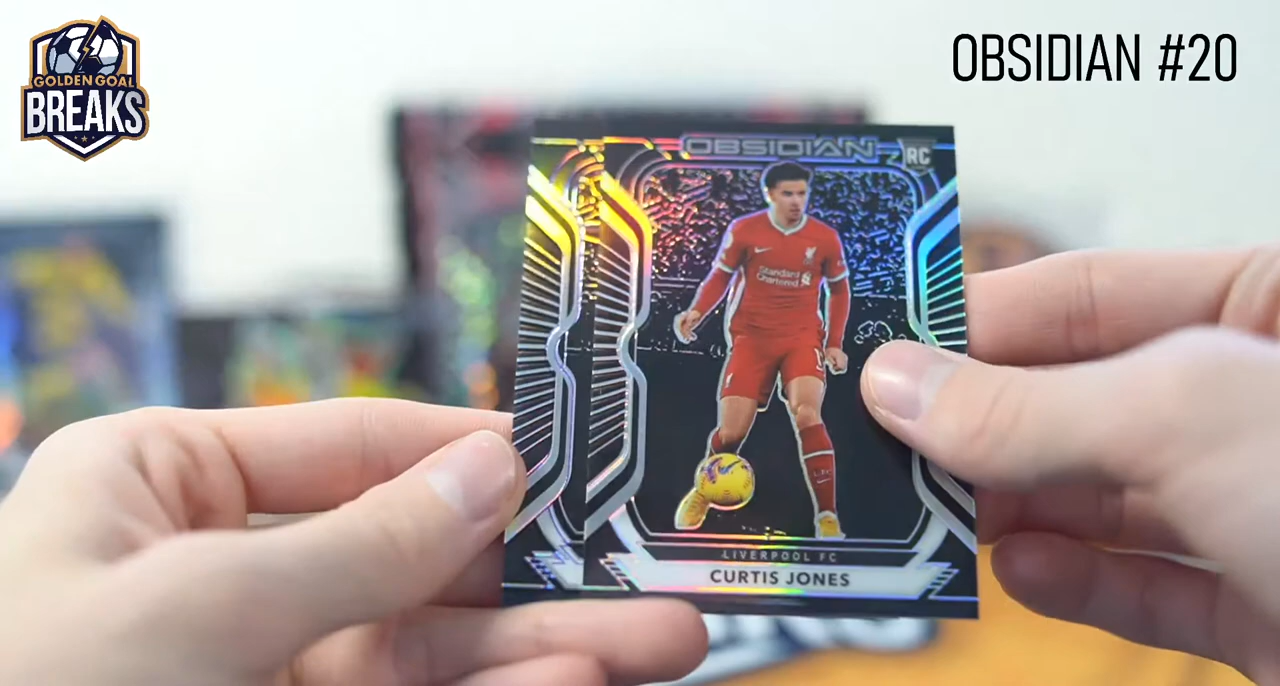 GOLDEN GOAL
BREAKS
OBSIDIAN #20
OBSIDIAN
RC
Standard
Chartered
LIVERPOOL FC
CURTIS JONES